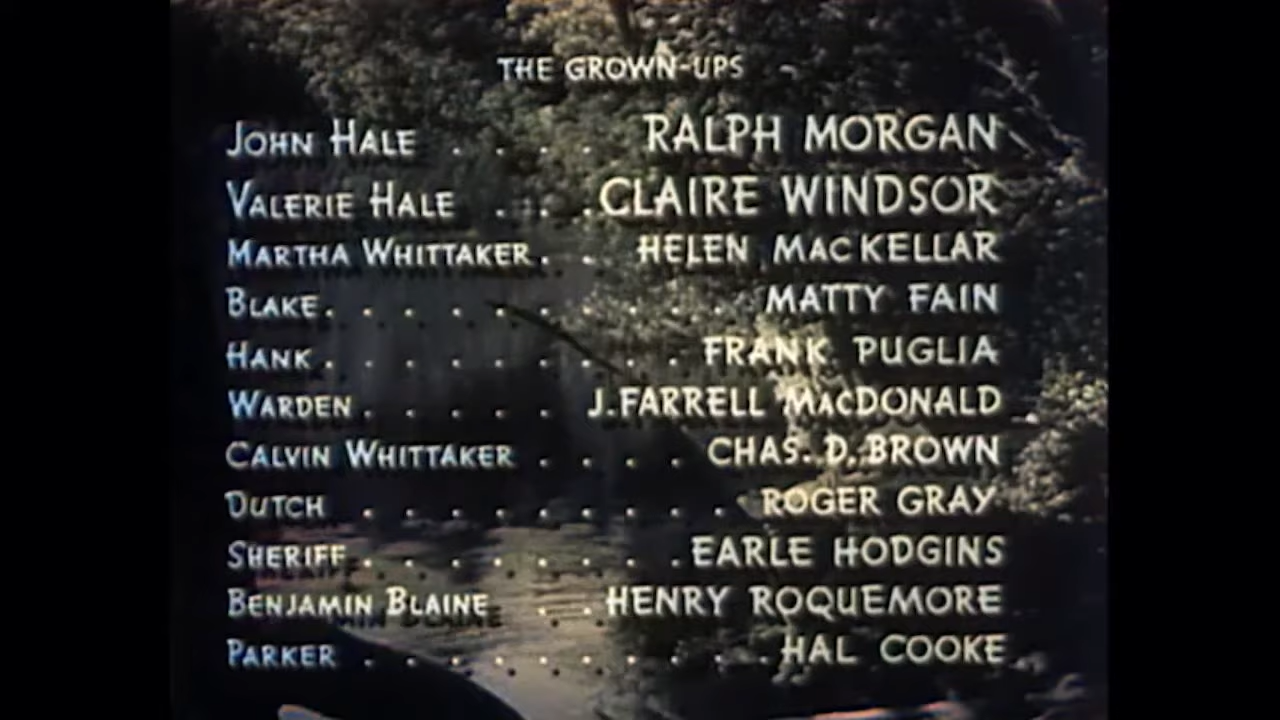 THE GROWN-UPS
JOHN HALE . . . . RALPH MORGAN
VALERIE HALE . . . CLAIRE WINDSOR
MARTHA WHITTAKER . . HELEN MACKELLAR
BLAKE . . . . . . . . . MATTY FAIN
HANK . . . . . . . . . FRANK PUGLIA
WARDEN . . . . . J. FARRELL MACDONALD
CALVIN WHITTAKER . . . . CHAS. D. BROWN
DUTCH . . . . . . . . . ROGER GRAY
SHERIFF . . . . . . . . EARLE HODGINS
BENJAMIN BLAINE . . HENRY ROQUEMORE
PARKER . . . . . . . . . . HAL COOKE